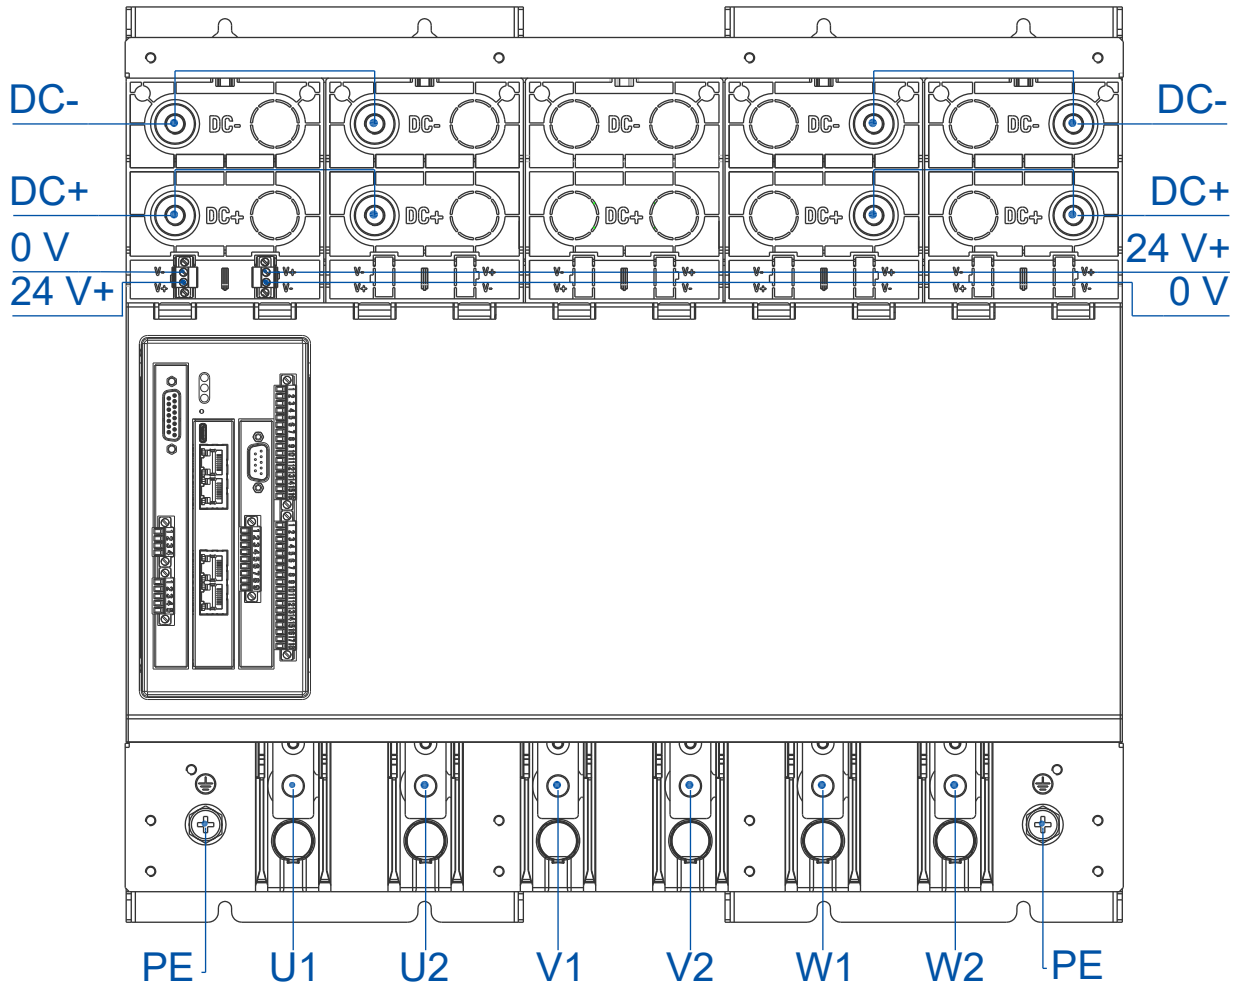 DC- DC- DC- DC- DC- DC- DC-
DC+ DC+ DC+ DC+ DC+ DC+ DC+
0 V 24 V+
V- V+ V- V+ V- V+ V- V+ V- V+
24 V+ V+ V- V+ V- V+ V- V+ V- V+ V- 0 V
PE U1 U2 V1 V2 W1 W2 PE